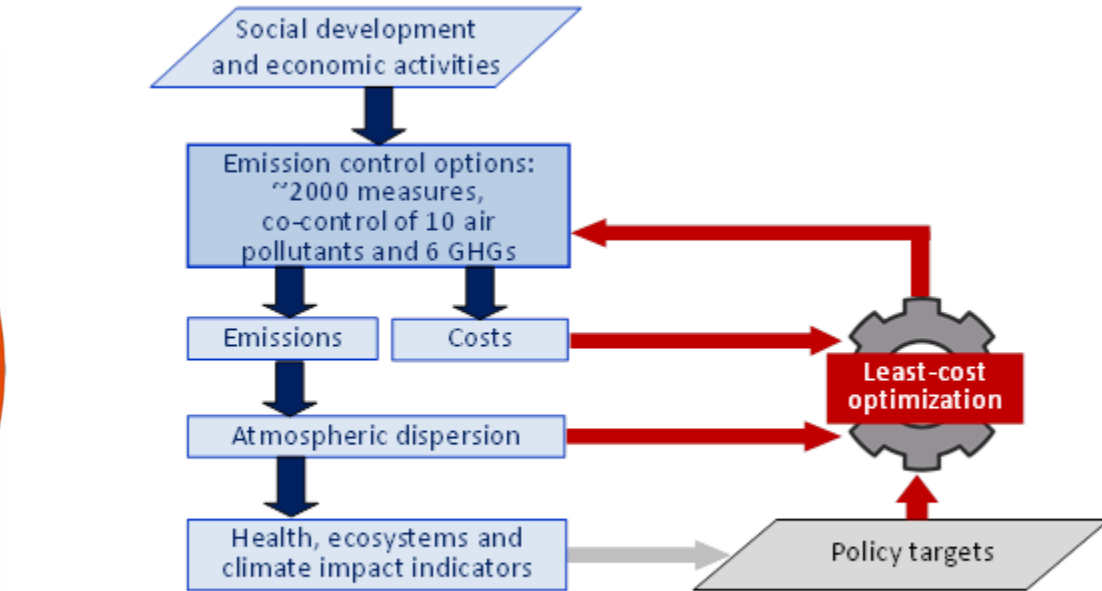 Social development
and economic activities
Emission control options:
~2000 measures,
co-control of 10 air
pollutants and 6 GHGs
Emissions
Costs
Least-cost
optimization
Atmospheric dispersion
Health, ecosystems and
climate impact indicators
Policy targets